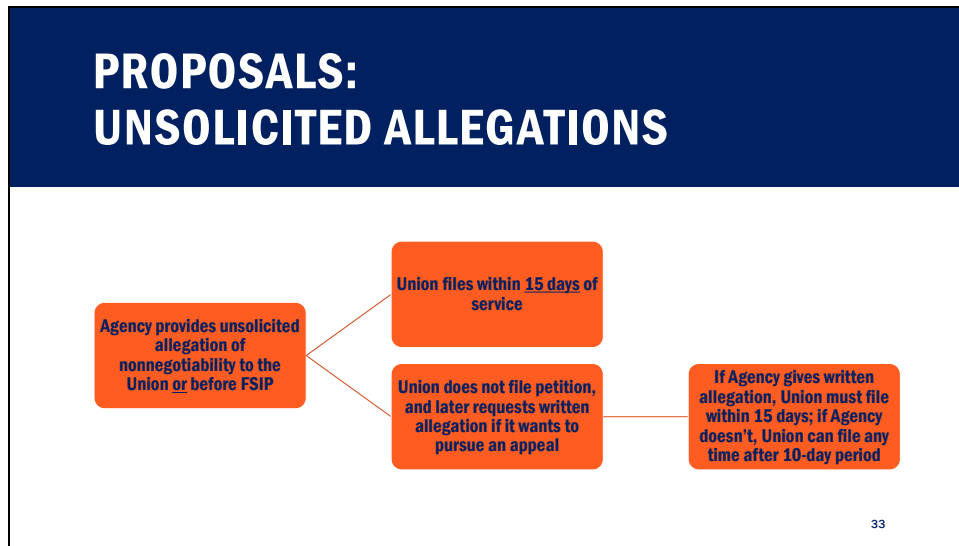 PROPOSALS:
UNSOLICITED ALLEGATIONS
Agency provides unsolicited
allegation of
nonnegotiability to the
Union or before FSIP
Union files within 15 days of
service
Union does not file petition,
and later requests written
allegation if it wants to
pursue an appeal
If Agency gives written
allegation, Union must file
within 15 days; if Agency
doesn’t, Union can file any
time after 10-day period
33